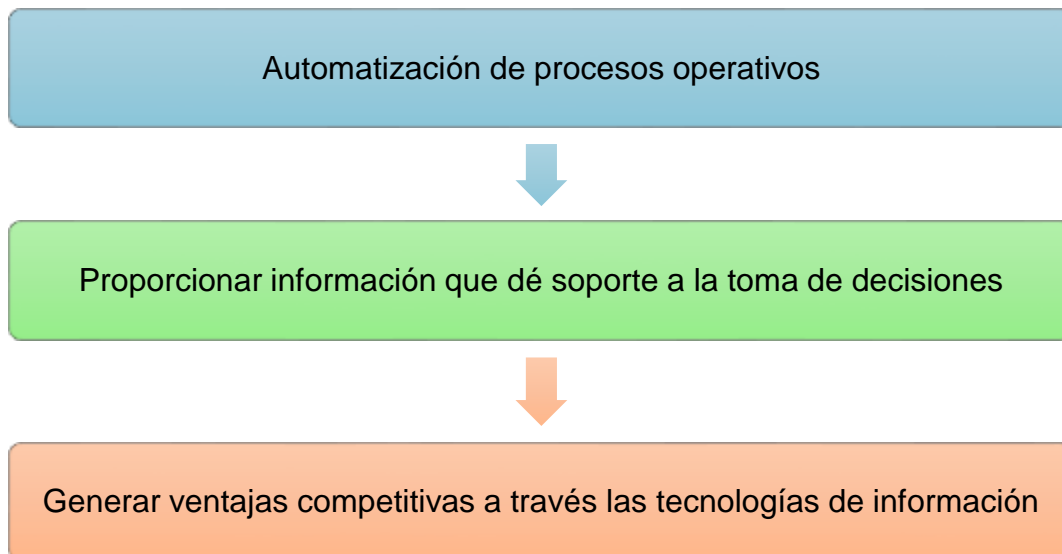 Automatización de procesos operativos
Proporcionar información que dé soporte a la toma de decisiones
Generar ventajas competitivas a través las tecnologías de información